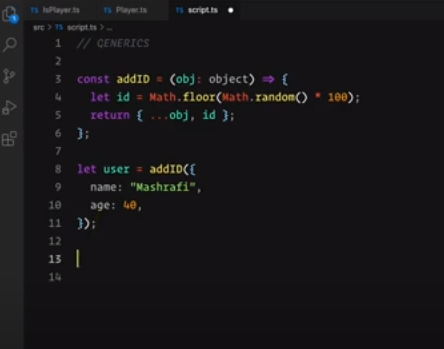 TS IsPlayer.ts TS Player.ts TS script.ts
src > TS script.ts > ...
1 // GENERICS
2
3 const addID = (obj: object) => {
4 let id = Math.floor(Math.random() * 100);
5 return { ...obj, id };
6 };
7
8 let user = addID({
9 name: "Mashrafi",
10 age: 40,
11 });
12
13
14